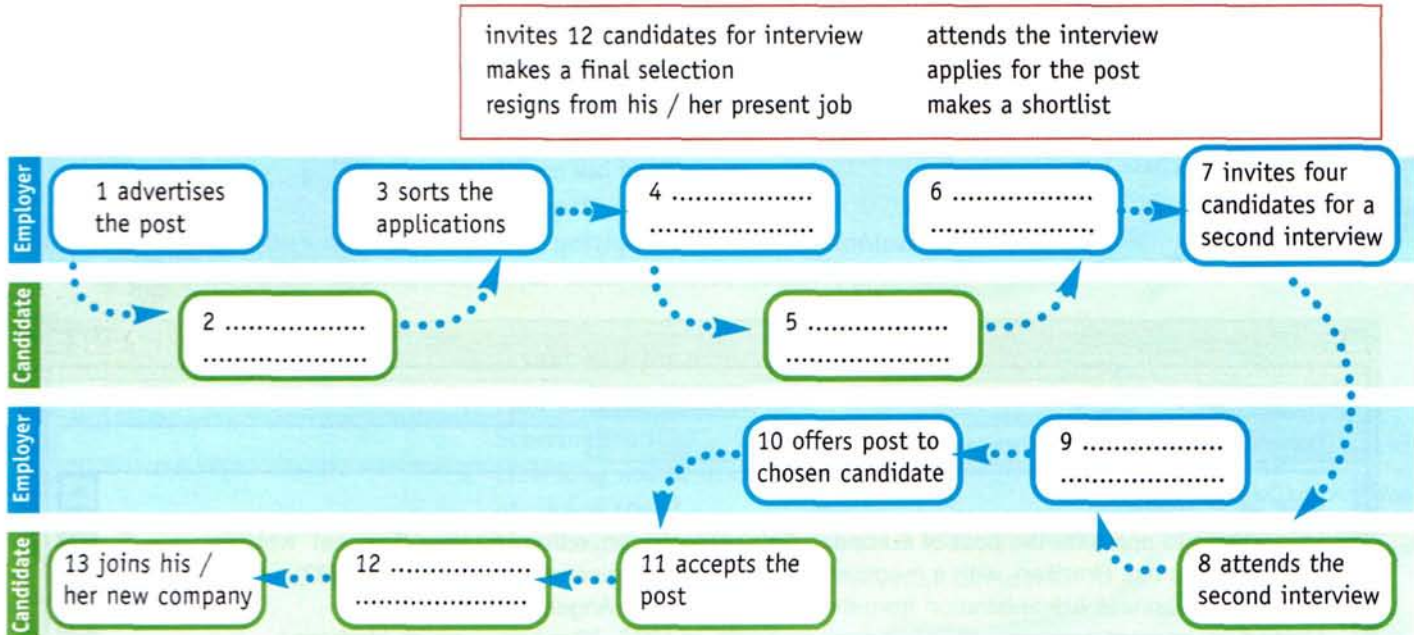 invites 12 candidates for interview
makes a final selection
resigns from his / her present job
attends the interview
applies for the post
makes a shortlist
Employer
1 advertises
the post
3 sorts the
applications
4 ..................
......................
6 ..................
......................
7 invites four
candidates for a
second interview
Candidate
2 ..................
......................
5 ..................
......................
Employer
10 offers post to
chosen candidate
9 ..................
......................
Candidate
13 joins his /
her new company
12 ..................
......................
11 accepts the
post
8 attends the
second interview